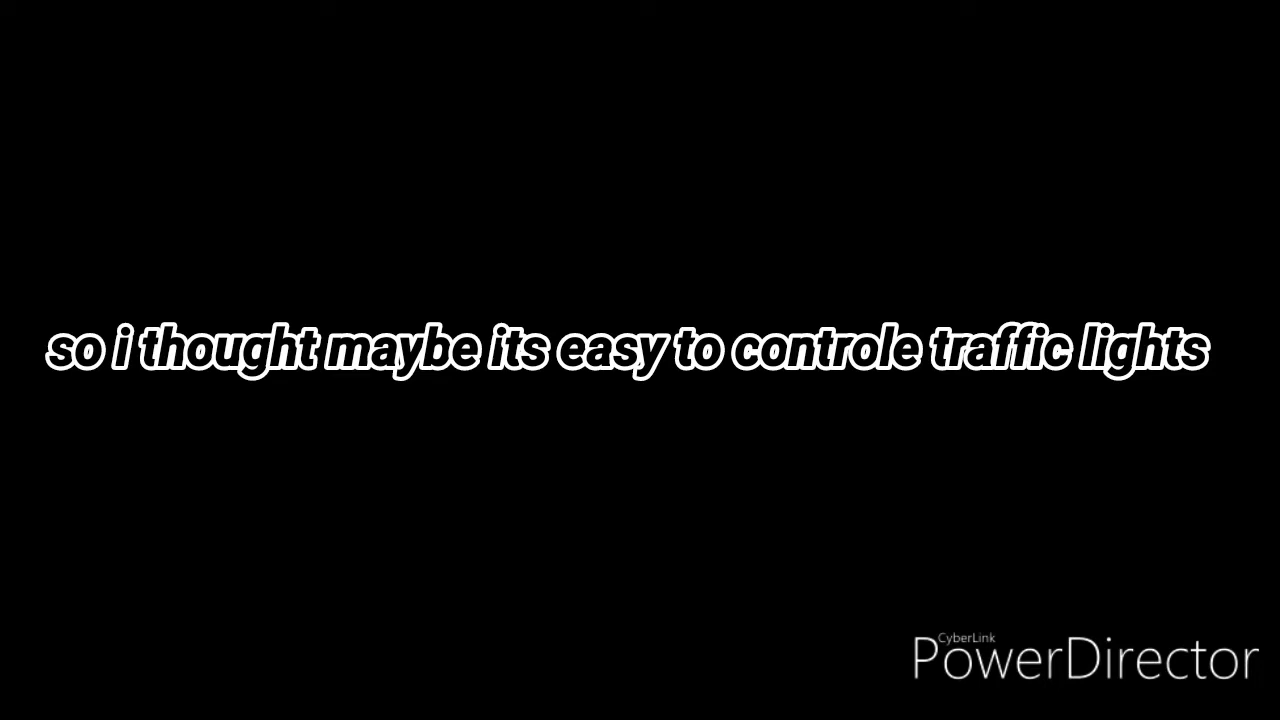 so i thought maybe its easy to controle traffic lights
CyberLink
PowerDirector